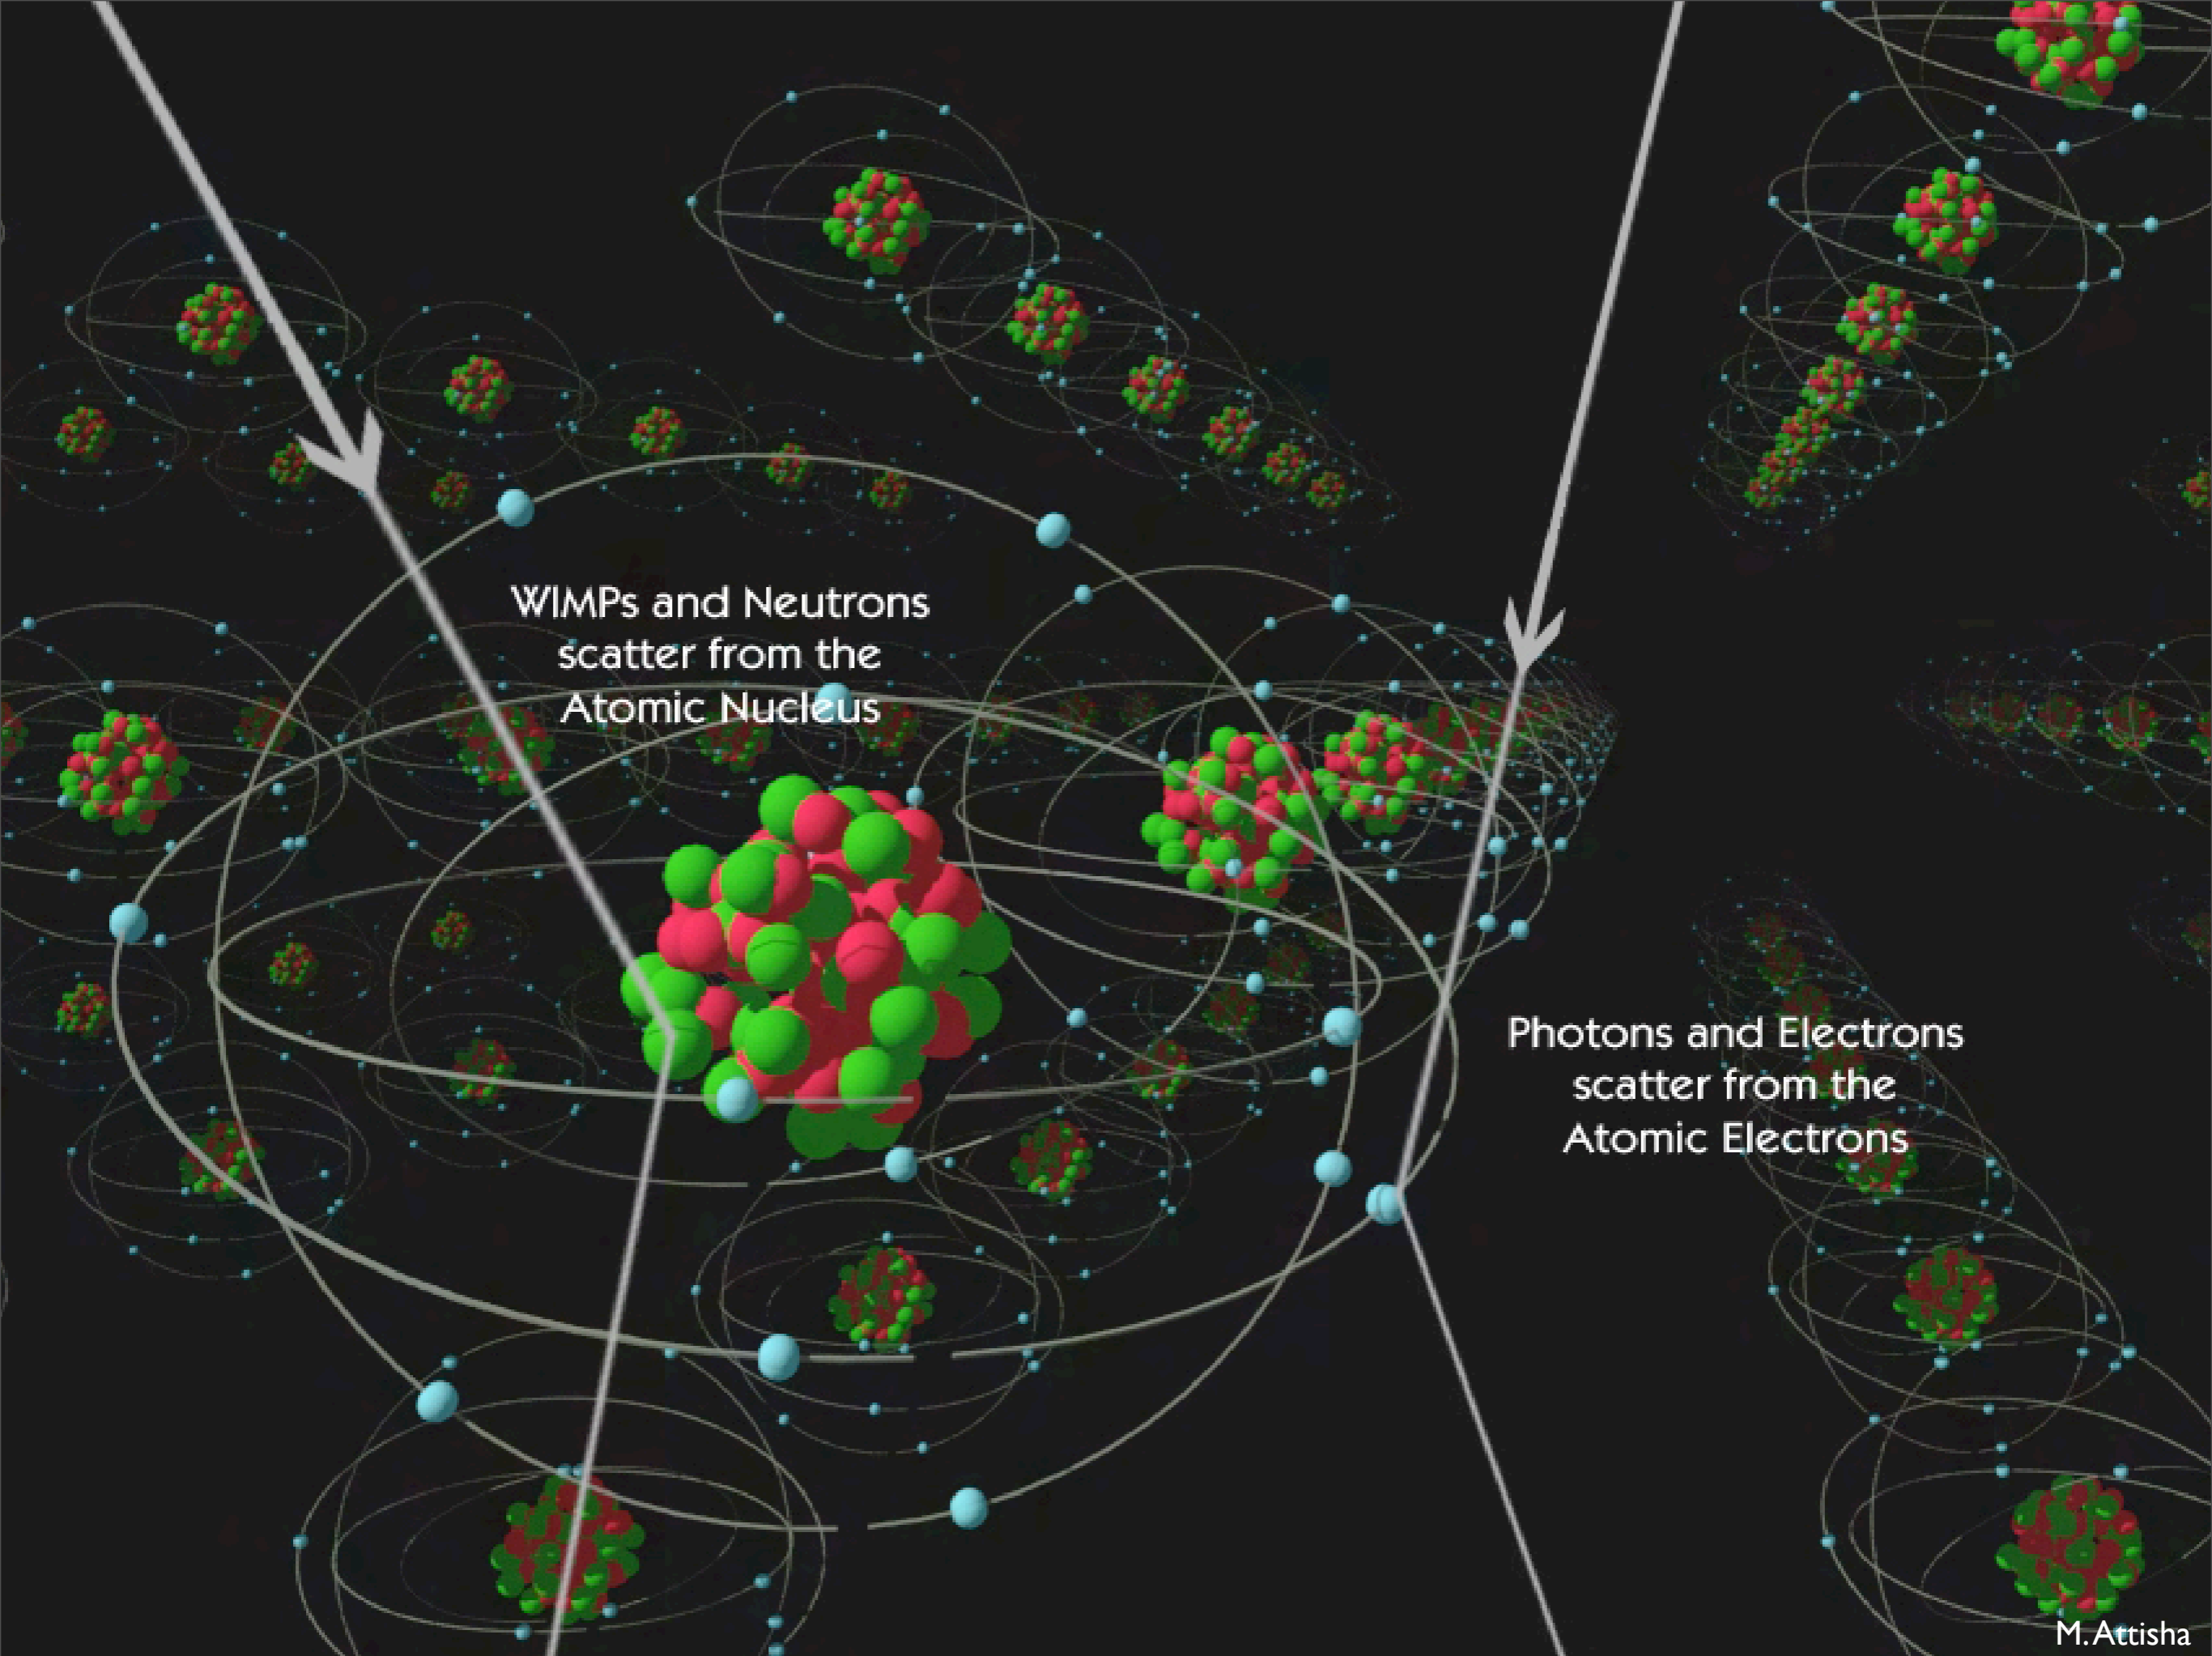 WIMPs and Neutrons
scatter from the
Atomic Nucleus
Photons and Electrons
scatter from the
Atomic Electrons
M. Attisha